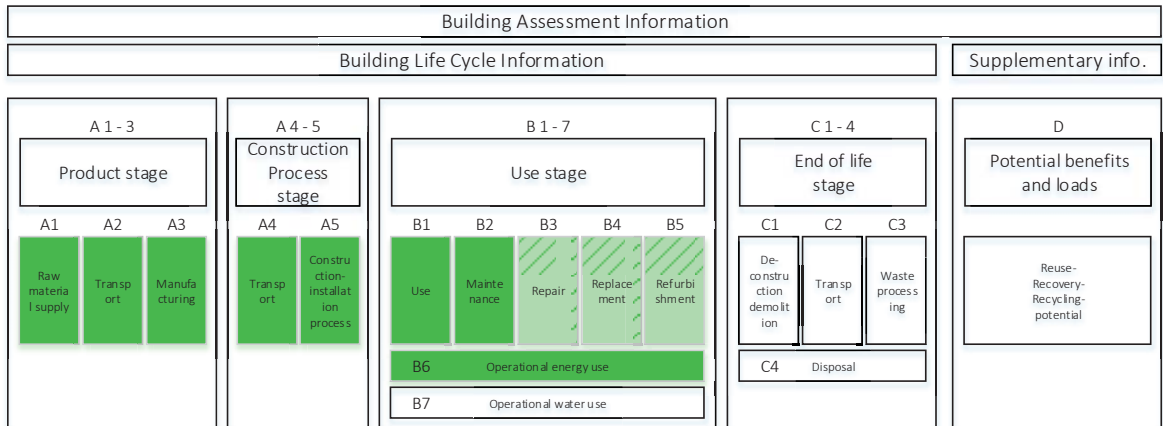 Building Assessment Information
Building Life Cycle Information
Supplementary info.
A 1 - 3
Product stage
A1
A2
A3
Raw
materia
l supply
Transp
ort
Manufa
cturing
A 4 - 5
Construction
Process
stage
A4
A5
Transp
ort
Constru
ction-
installat
ion
process
B 1 - 7
Use stage
B1
B2
B3
B4
B5
Use
Mainte
nance
Repair
Replace
ment
Refurbi
shment
B6
Operational energy use
B7
Operational water use
C 1 - 4
End of life
stage
C1
C2
C3
De-
construction
demolit
ion
Transp
ort
Waste
process
ing
C4
Disposal
D
Potential benefits
and loads
Reuse-
Recovery-
Recycling-
potential